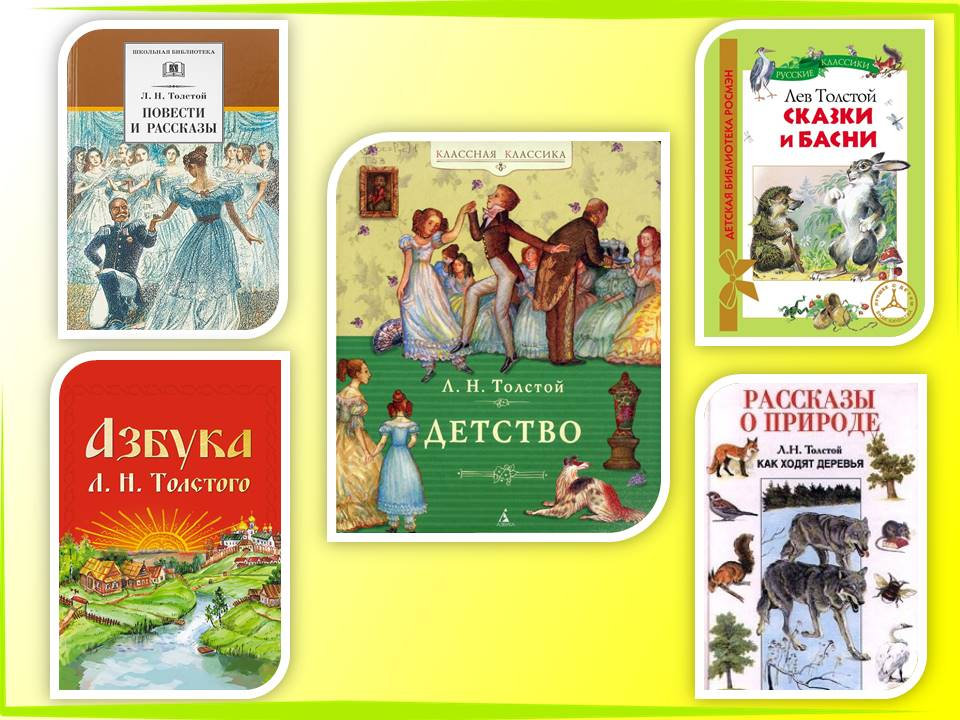 ШКОЛЬНАЯ БИБЛИОТЕКА
Л. Н. Толстой
ПОВЕСТИ
И РАССКАЗЫ
КЛАССНАЯ КЛАССИКА
Л. Н. Толстой
ДЕТСТВО
АЗБУКА
РУССКИЕ КЛАССИКИ
ДЕТСКАЯ БИБЛИОТЕКА РОСМЭН
Лев Толстой
СКАЗКИ
и БАСНИ
Азбука
Л. Н. Толстого
РАССКАЗЫ
О ПРИРОДЕ
Л.Н. Толстой
КАК ХОДЯТ ДЕРЕВЬЯ